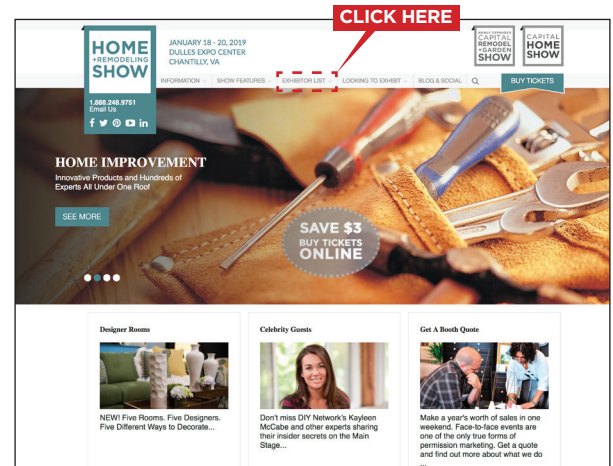 CLICK HERE
HOME
+REMODELING
SHOW
JANUARY 18 - 20, 2019
DULLES EXPO CENTER
CHANTILLY, VA
NEWLY EXPANDED
CAPITAL
REMODEL
+GARDEN
SHOW
CAPITAL
HOME
SHOW
INFORMATION
SHOW FEATURES
EXHIBITOR LIST
LOOKING TO EXHIBIT
BLOG & SOCIAL
BUY TICKETS
1.888.248.9751
Email Us
HOME IMPROVEMENT
Innovative Products and Hundreds of
Experts All Under One Roof
SEE MORE
SAVE $3
BUY TICKETS
ONLINE
Designer Rooms
NEW! Five Rooms. Five Designers.
Five Different Ways to Decorate...
Celebrity Guests
Don't miss DIY Network's Kayleen
McCabe and other experts sharing
their insider secrets on the Main
Stage...
Get A Booth Quote
Make a year's worth of sales in one
weekend. Face-to-face events are
one of the only true forms of
permission marketing. Get a quote
and find out more about what we do
...